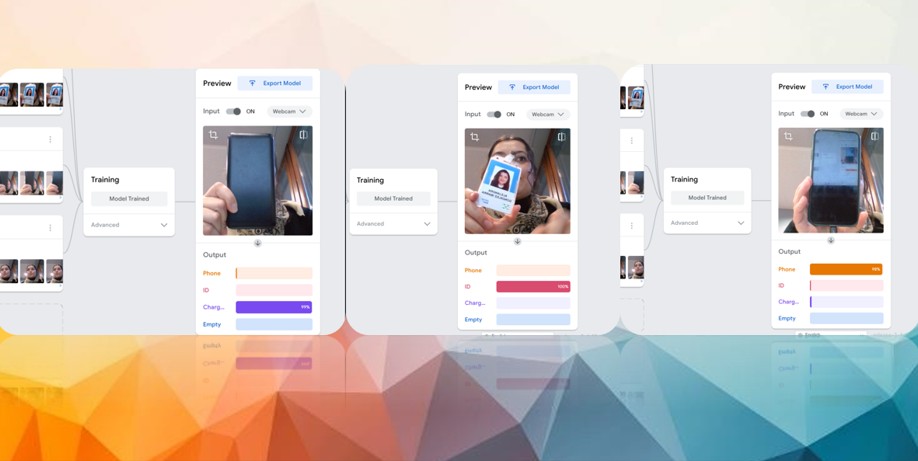 Preview
Export Model
Input
ON
Webcam
Training
Model Trained
Advanced
Output
Phone
ID
Charg...
99%
Empty
Preview
Export Model
Input
ON
Webcam
Training
Model Trained
Advanced
Output
Phone
ID
100%
Charg...
Empty
Preview
Export Model
Input
ON
Webcam
Training
Model Trained
Advanced
Output
Phone
ID
Charg...
Empty